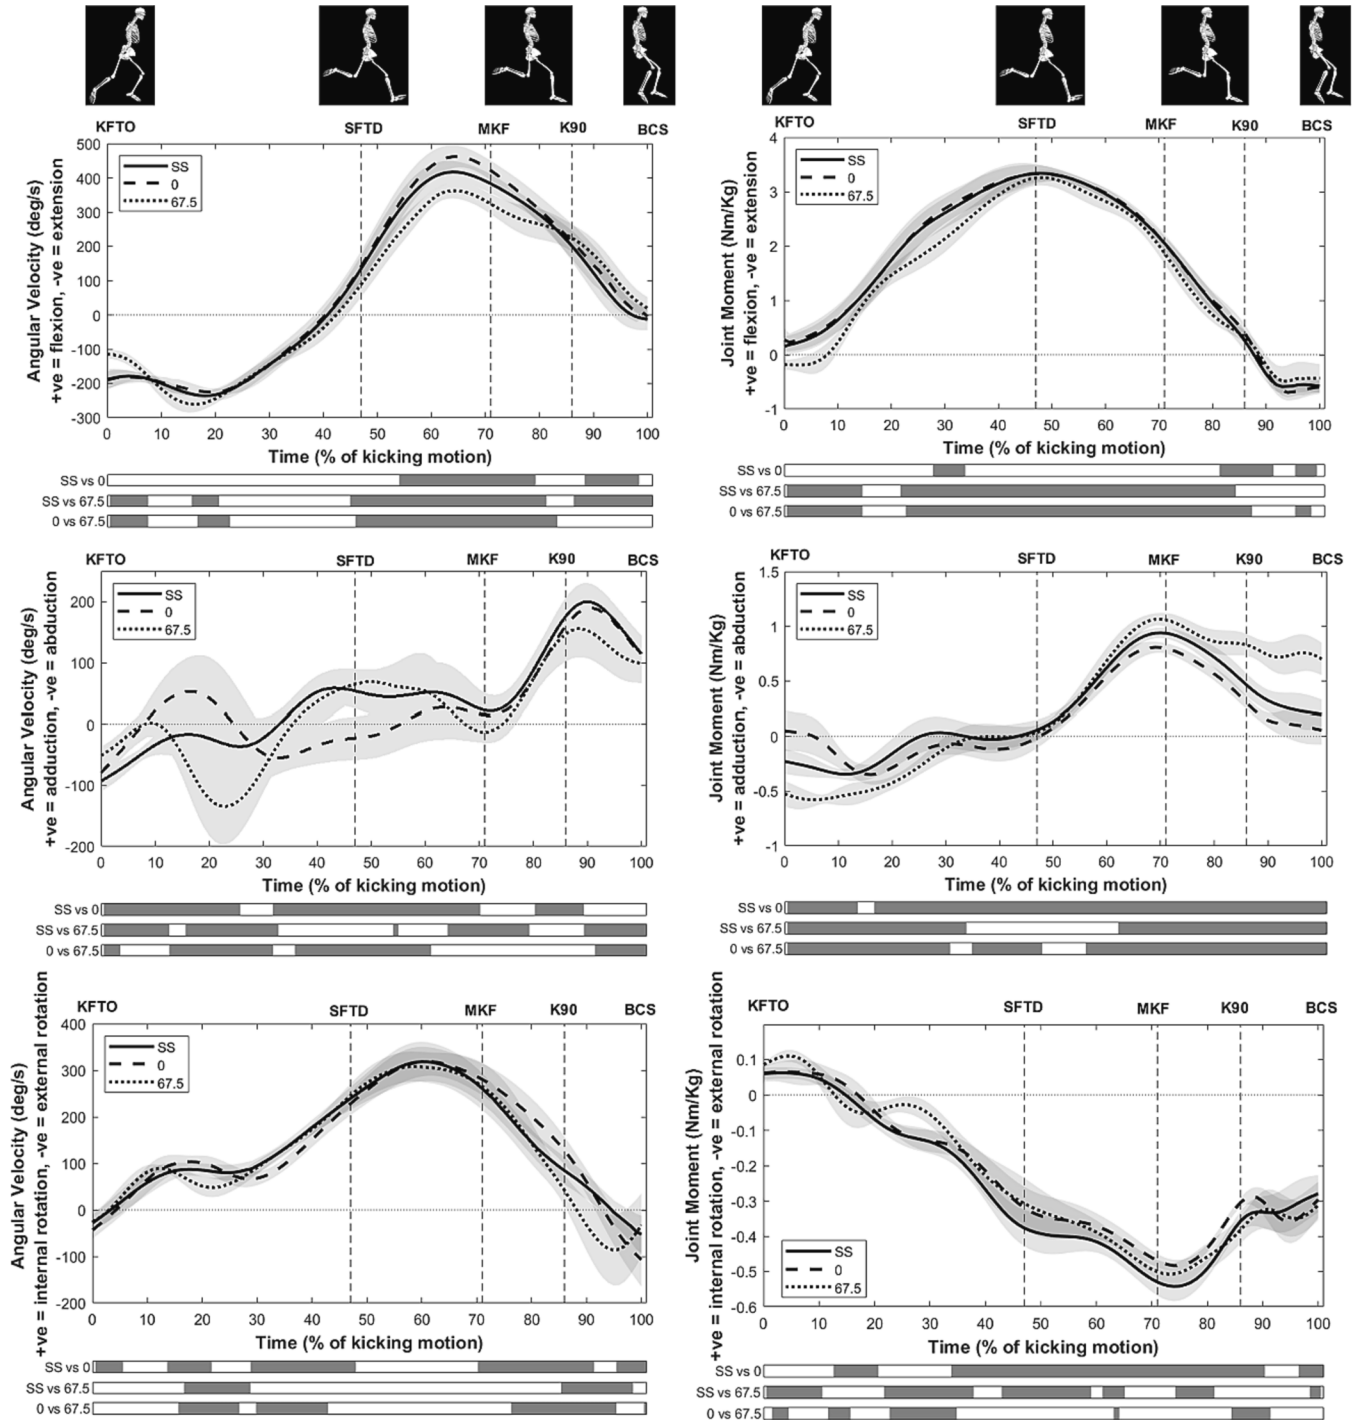 KFTO SFTD MKF K90 BCS
500
400
300
200
100
0
-100
-200
-300
Angular Velocity (deg/s)
+ve = flexion, -ve = extension
SS
0
67.5
0 10 20 30 40 50 60 70 80 90 100
Time (% of kicking motion)
SS vs 0
SS vs 67.5
0 vs 67.5
KFTO SFTD MKF K90 BCS
4
3
2
1
0
-1
Joint Moment (Nm/Kg)
+ve = flexion, -ve = extension
SS
0
67.5
0 10 20 30 40 50 60 70 80 90 100
Time (% of kicking motion)
SS vs 0
SS vs 67.5
0 vs 67.5
KFTO SFTD MKF K90 BCS
200
100
0
-100
-200
Angular Velocity (deg/s)
+ve = adduction, -ve = abduction
SS
0
67.5
0 10 20 30 40 50 60 70 80 90 100
Time (% of kicking motion)
SS vs 0
SS vs 67.5
0 vs 67.5
KFTO SFTD MKF K90 BCS
1.5
1
0.5
0
-0.5
-1
Joint Moment (Nm/Kg)
+ve = adduction, -ve = abduction
SS
0
67.5
0 10 20 30 40 50 60 70 80 90 100
Time (% of kicking motion)
SS vs 0
SS vs 67.5
0 vs 67.5
KFTO SFTD MKF K90 BCS
400
300
200
100
0
-100
-200
Angular Velocity (deg/s)
+ve = internal rotation, -ve = external rotation
SS
0
67.5
0 10 20 30 40 50 60 70 80 90 100
Time (% of kicking motion)
SS vs 0
SS vs 67.5
0 vs 67.5
KFTO SFTD MKF K90 BCS
0.1
0
-0.1
-0.2
-0.3
-0.4
-0.5
-0.6
Joint Moment (Nm/Kg)
+ve = internal rotation, -ve = external rotation
SS
0
67.5
0 10 20 30 40 50 60 70 80 90 100
Time (% of kicking motion)
SS vs 0
SS vs 67.5
0 vs 67.5